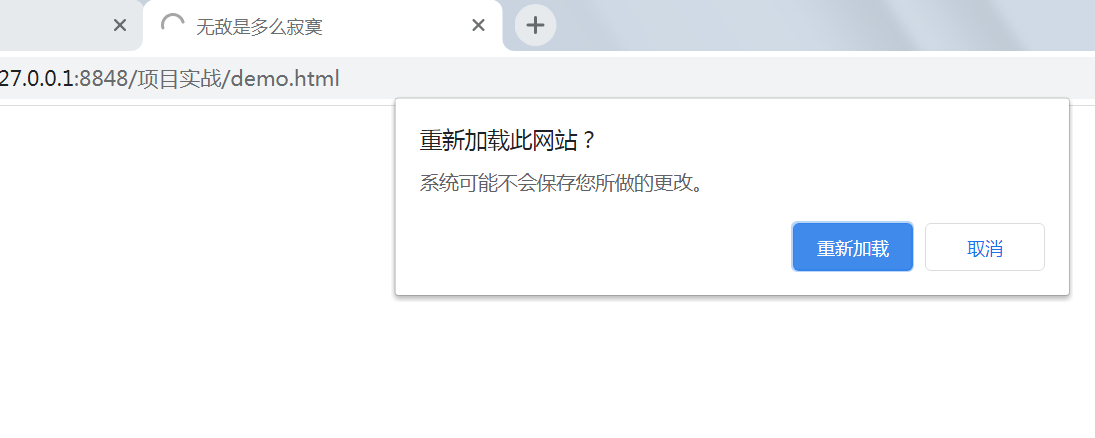 无敌是多么寂寞
27.0.0.1:8848/项目实战/demo.html
重新加载此网站？
系统可能不会保存您所做的更改。
重新加载 取消